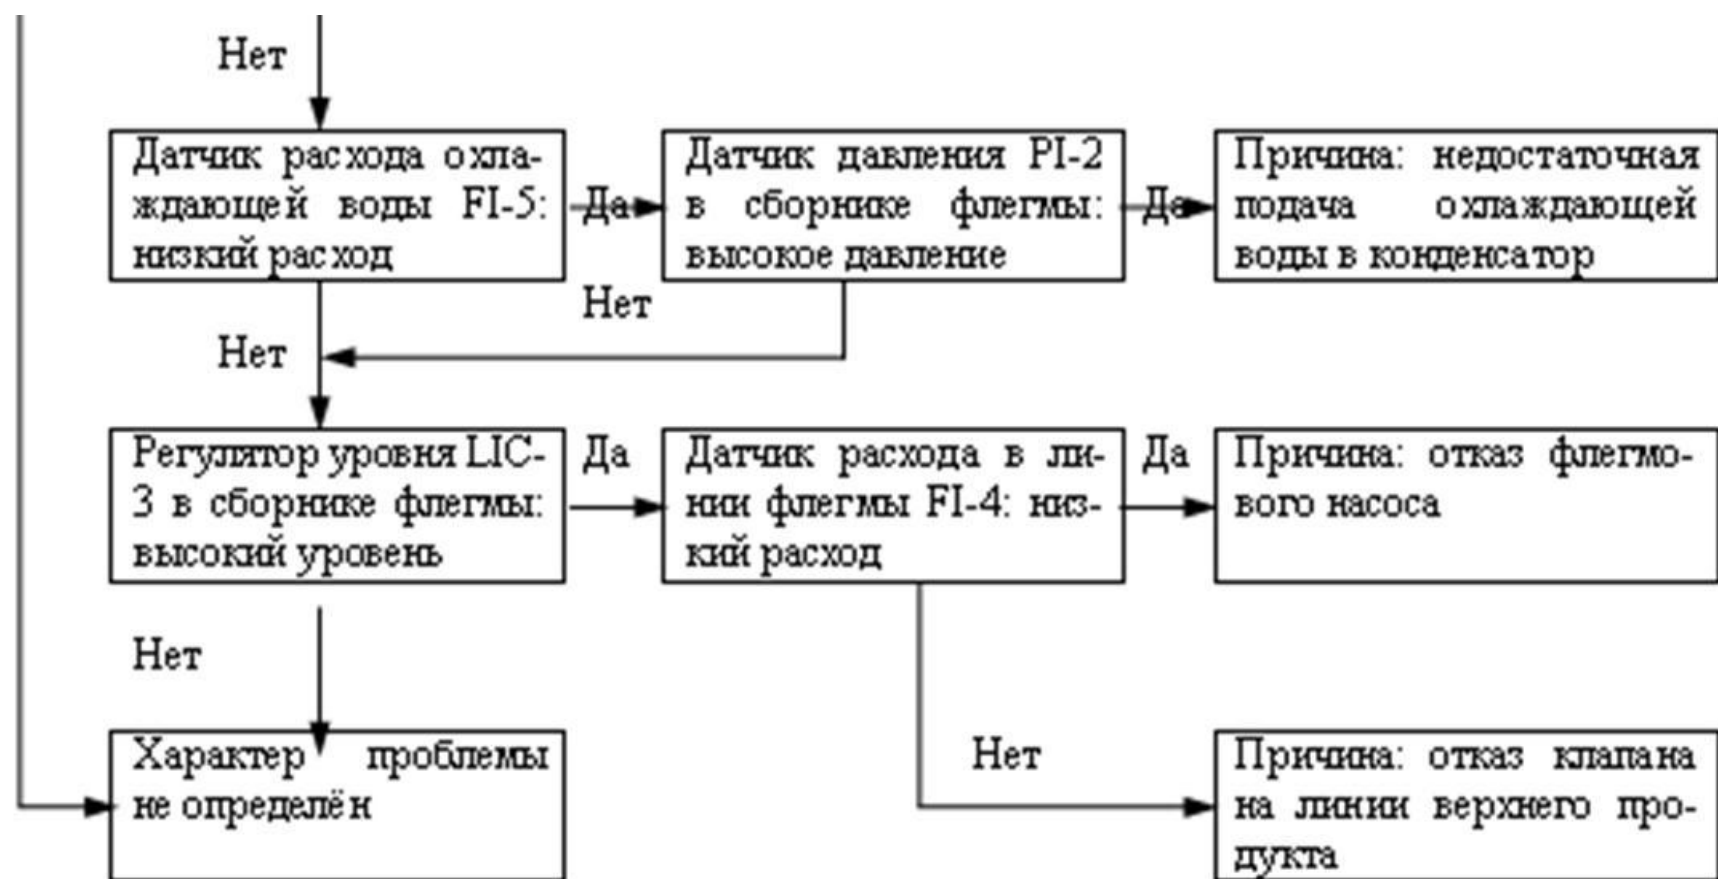 Нет
Датчик расхода охла-
ждающей воды FI-5:
низкий расход
Да
Датчик давления PI-2
в сборнике флегмы:
высокое давление
Да
Причина: недостаточная
подача охлаждающей
воды в конденсатор
Нет
Нет
Регулятор уровня LIC-
3 в сборнике флегмы:
высокий уровень
Да
Датчик расхода в ли-
нии флегмы FI-4: низ-
кий расход
Да
Причина: отказ флегмо-
вого насоса
Нет
Характер проблемы
не определён
Нет
Причина: отказ клапана
на линии верхнего про-
дукта